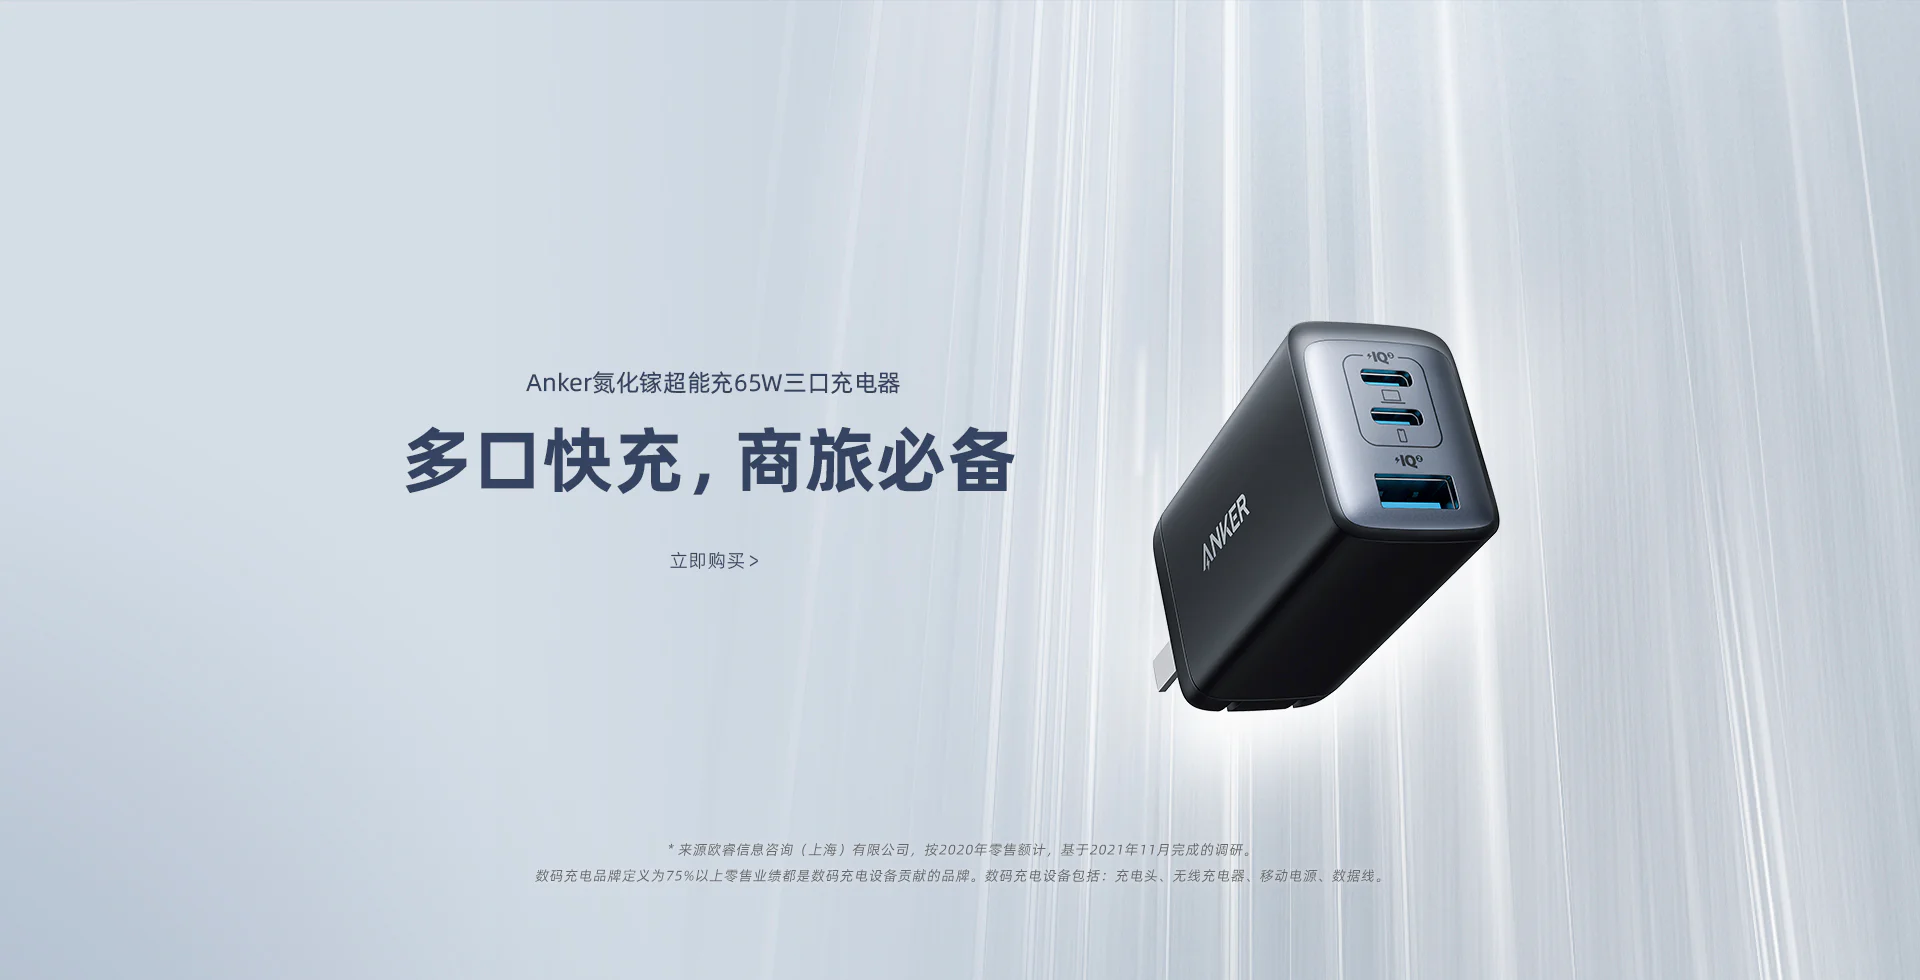 Anker氮化镓超能充65W三口充电器
多口快充，商旅必备
立即购买>
IQ3
IQ3
ANKER
* 来源欧睿信息咨询（上海）有限公司，按2020年零售额计，基于2021年11月完成的调研。
数码充电品牌定义为75%以上零售业绩都是数码充电设备贡献的品牌。数码充电设备包括：充电头、无线充电器、移动电源、数据线。